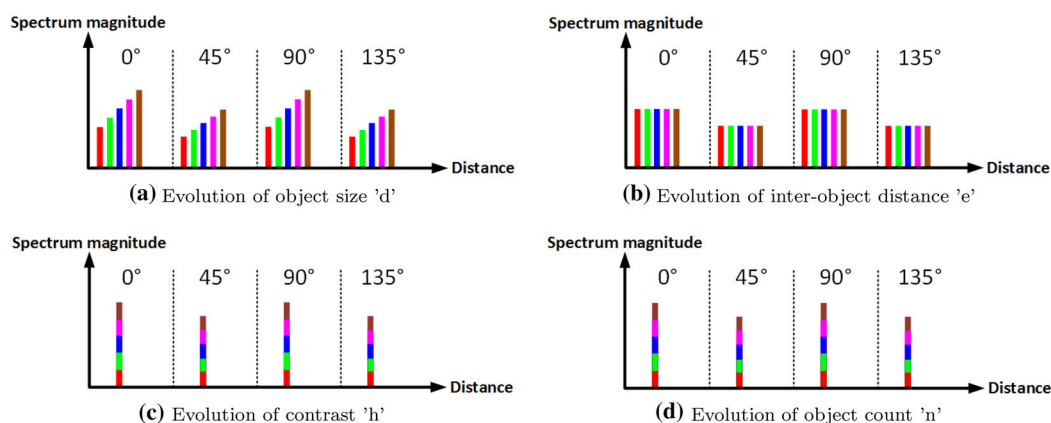 Spectrum magnitude
0° 45° 90° 135°
Distance
(a) Evolution of object size 'd'
Spectrum magnitude
0° 45° 90° 135°
Distance
(b) Evolution of inter-object distance 'e'
Spectrum magnitude
0° 45° 90° 135°
Distance
(c) Evolution of contrast 'h'
Spectrum magnitude
0° 45° 90° 135°
Distance
(d) Evolution of object count 'n'